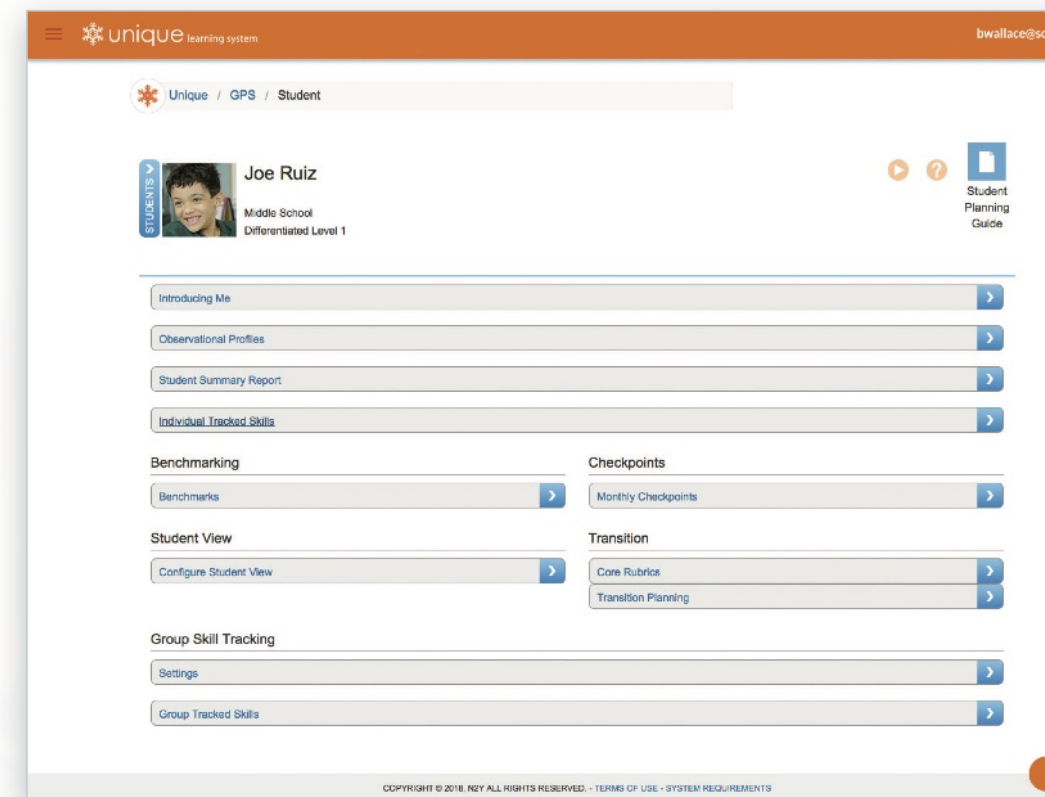 unique learning system
bwallace@sc
Unique / GPS / Student
STUDENTS
Joe Ruiz
Middle School
Differentiated Level 1
?
Student
Planning
Guide
Introducing Me
Observational Profiles
Student Summary Report
Individual Tracked Skills
Benchmarking
Benchmarks
Checkpoints
Monthly Checkpoints
Student View
Configure Student View
Transition
Core Rubrics
Transition Planning
Group Skill Tracking
Settings
Group Tracked Skills
COPYRIGHT © 2018, N2Y ALL RIGHTS RESERVED. - TERMS OF USE - SYSTEM REQUIREMENTS